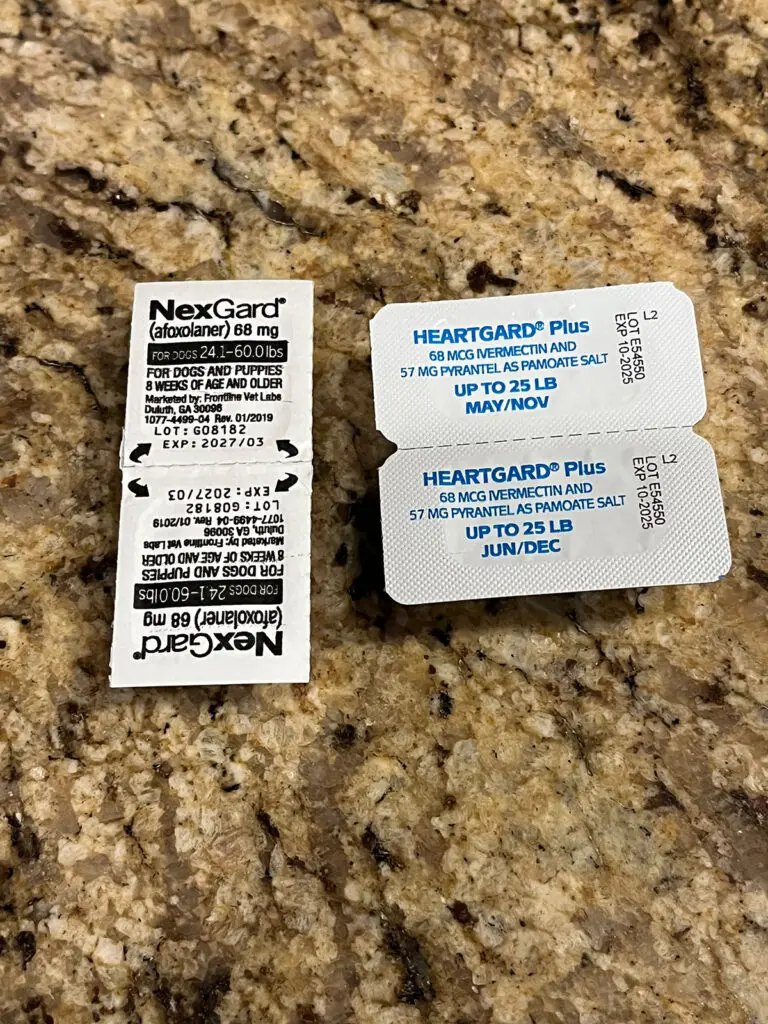 NexGard®
(afoxolaner) 68 mg
FOR DOGS 24.1–60.0 lbs
FOR DOGS AND PUPPIES
8 WEEKS OF AGE AND OLDER
Marketed by: Frontline Vet Labs
Duluth, GA 30096
1077-4499-04 Rev. 01/2019
LOT: G08182
EXP: 2027/03
NexGard®
(afoxolaner) 68 mg
FOR DOGS 24.1–60.0 lbs
FOR DOGS AND PUPPIES
8 WEEKS OF AGE AND OLDER
Marketed by: Frontline Vet Labs
Duluth, GA 30096
1077-4499-04 Rev. 01/2019
LOT: G08182
EXP: 2027/03
HEARTGARD® Plus
68 MCG IVERMECTIN AND
57 MG PYRANTEL AS PAMOATE SALT
UP TO 25 LB
MAY/NOV
L2
LOT E54550
EXP 10-2025
HEARTGARD® Plus
68 MCG IVERMECTIN AND
57 MG PYRANTEL AS PAMOATE SALT
UP TO 25 LB
JUN/DEC
L2
LOT E54550
EXP 10-2025